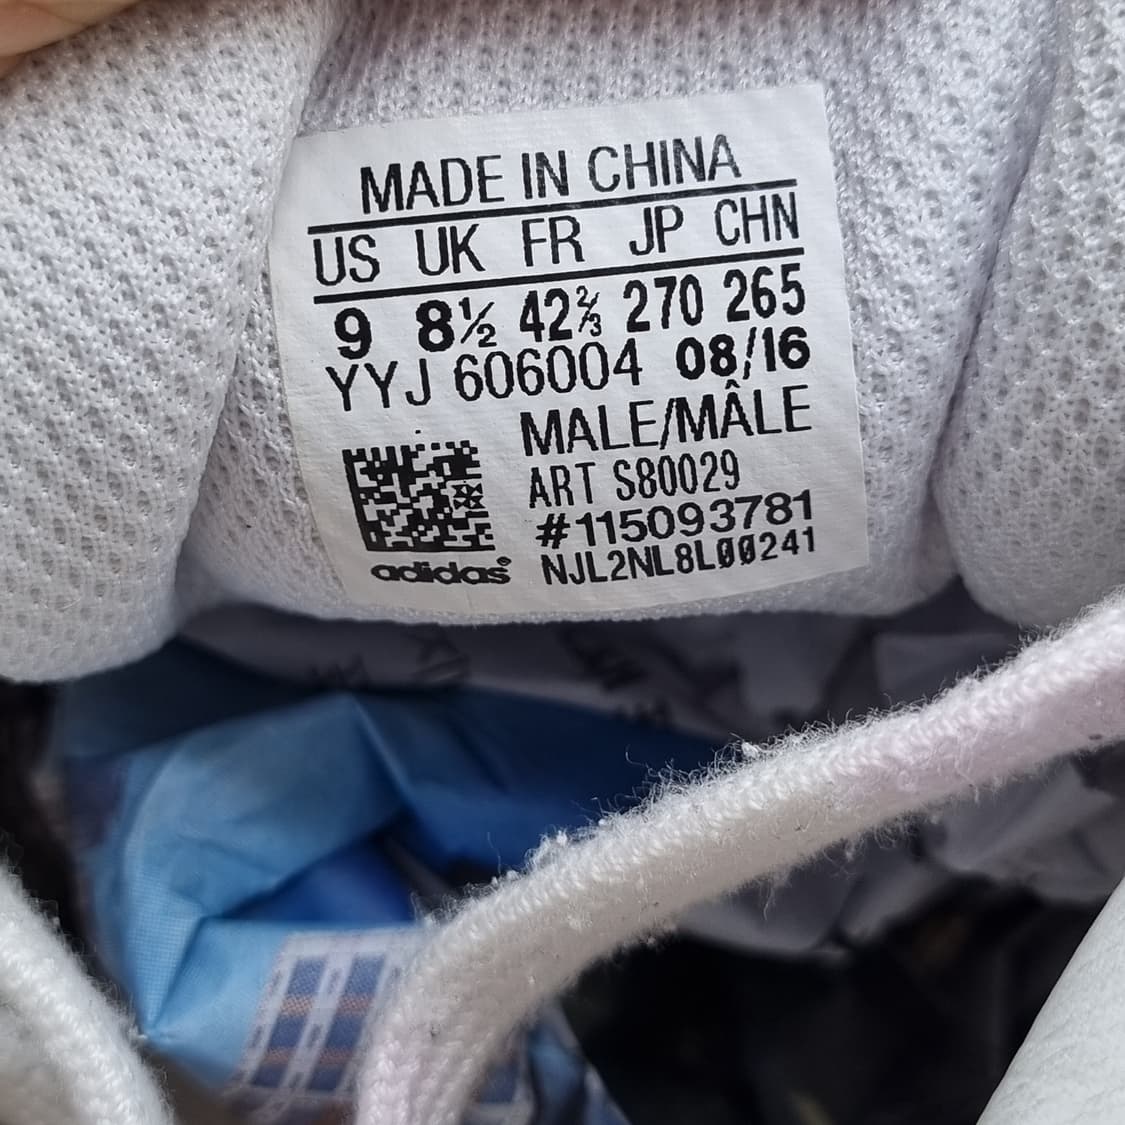 MADE IN CHINA
US UK FR JP CHN
9 8½ 42⅔ 270 265
YYJ 606004 08/16
MALE/MÂLE
ART S80029
#115093781
adidas® NJL2NL8L00241